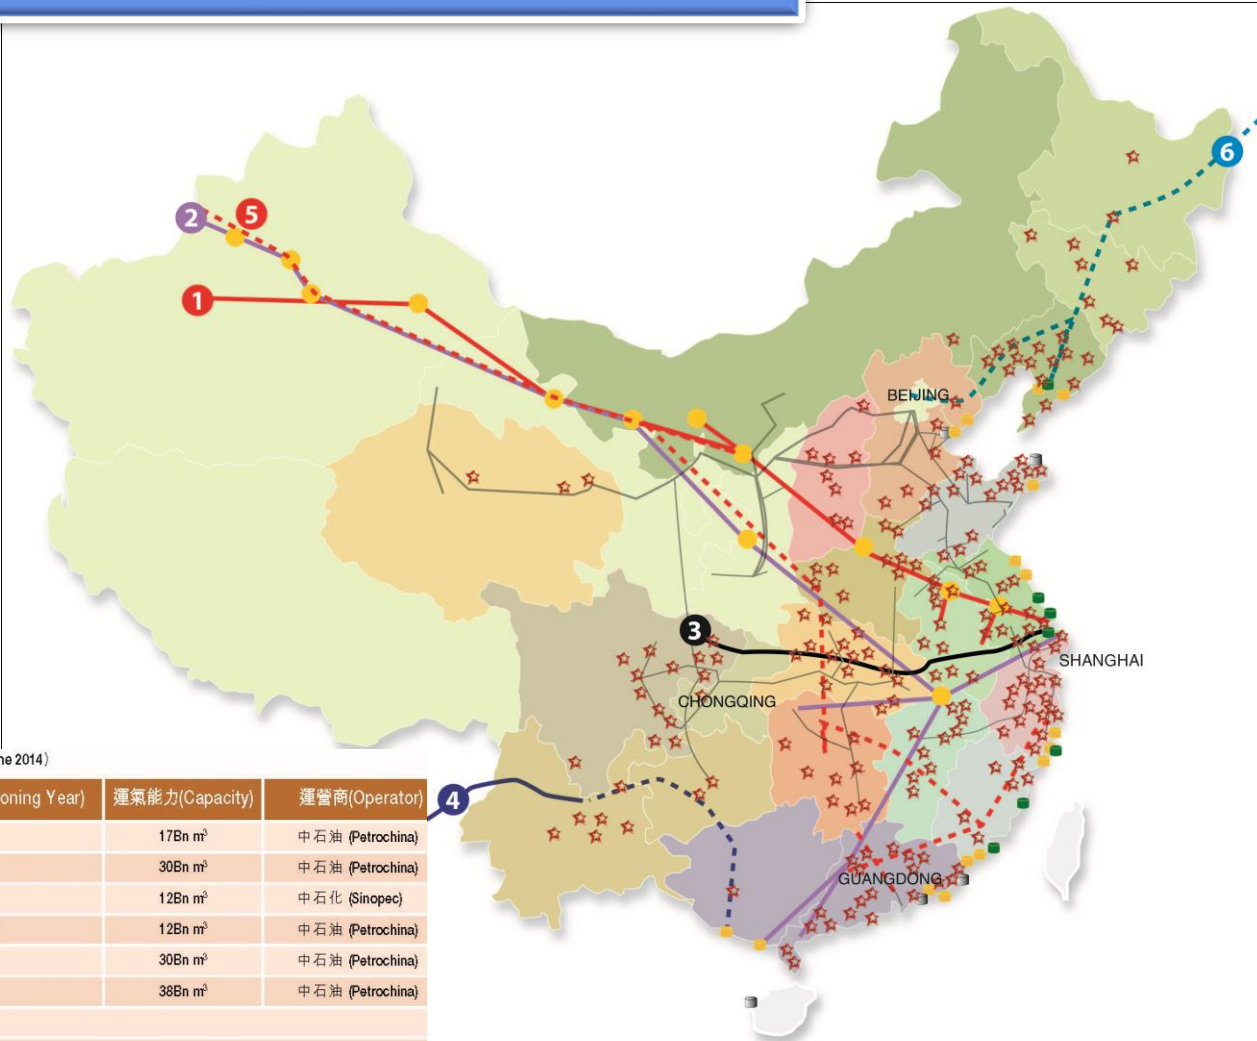 6
2
5
1
BEIJING
3
SHANGHAI
CHONGQING
ne 2014)
oning Year) 運氣能力(Capacity) 運營商(Operator)
4
17Bn m³ 中石油 (Petrochina)
30Bn m³ 中石油 (Petrochina)
12Bn m³ 中石化 (Sinopec)
12Bn m³ 中石油 (Petrochina)
30Bn m³ 中石油 (Petrochina)
38Bn m³ 中石油 (Petrochina)
GUANGDONG